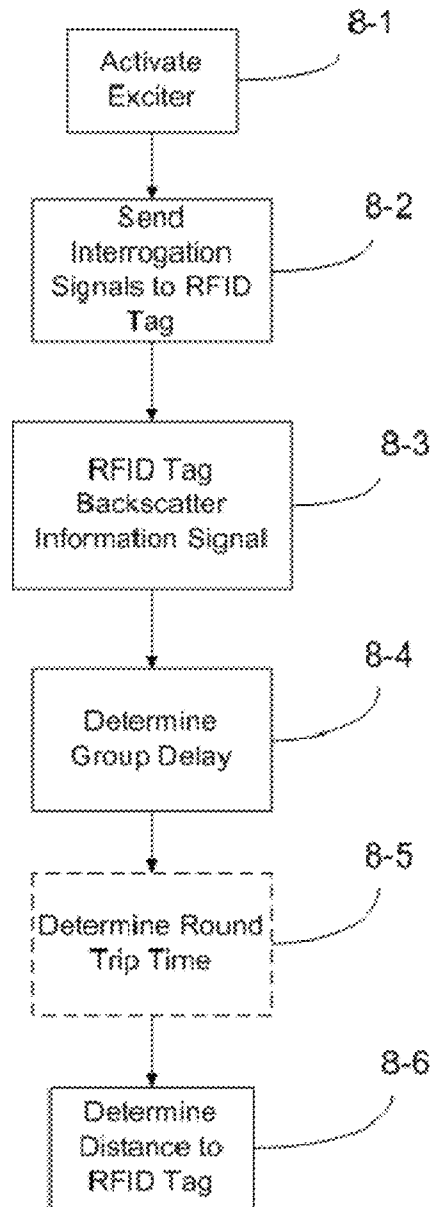 8-1
Activate
Exciter
8-2
Send
Interrogation
Signals to RFID
Tag
8-3
RFID Tag
Backscatter
Information Signal
8-4
Determine
Group Delay
8-5
Determine Round
Trip Time
8-6
Determine
Distance to
RFID Tag